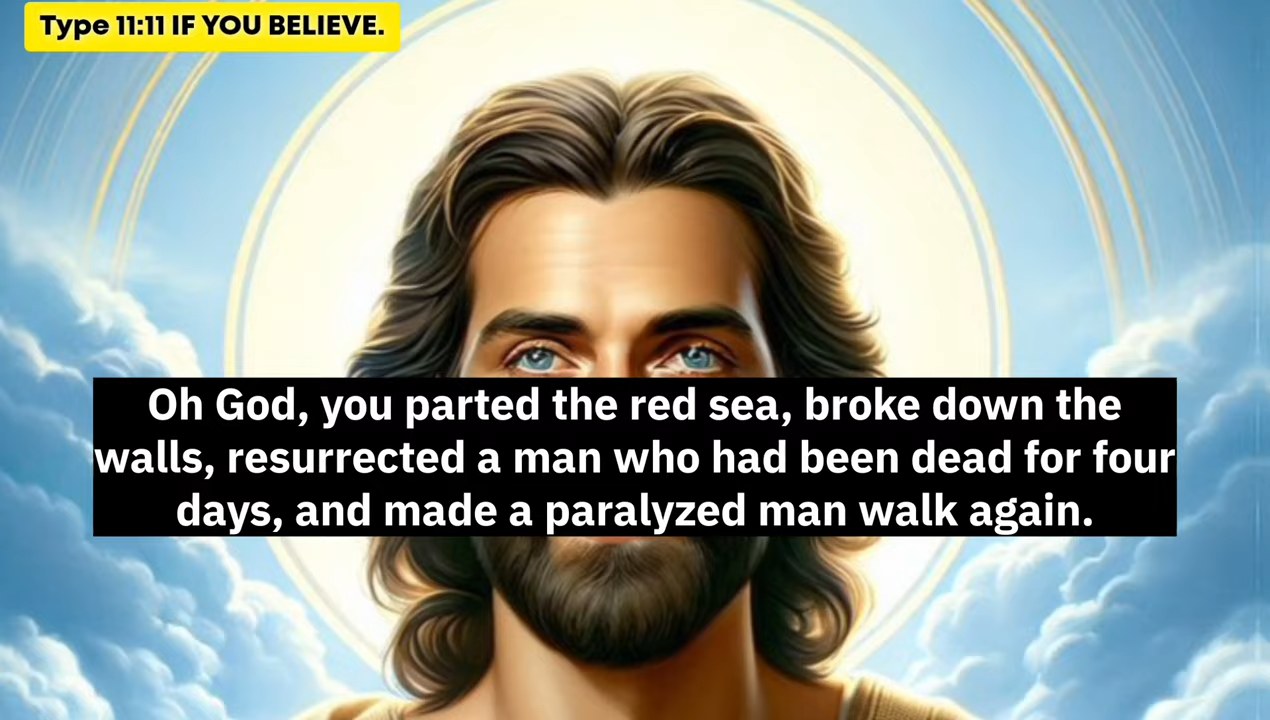 Type 11:11 IF YOU BELIEVE.
Oh God, you parted the red sea, broke down the
walls, resurrected a man who had been dead for four
days, and made a paralyzed man walk again.